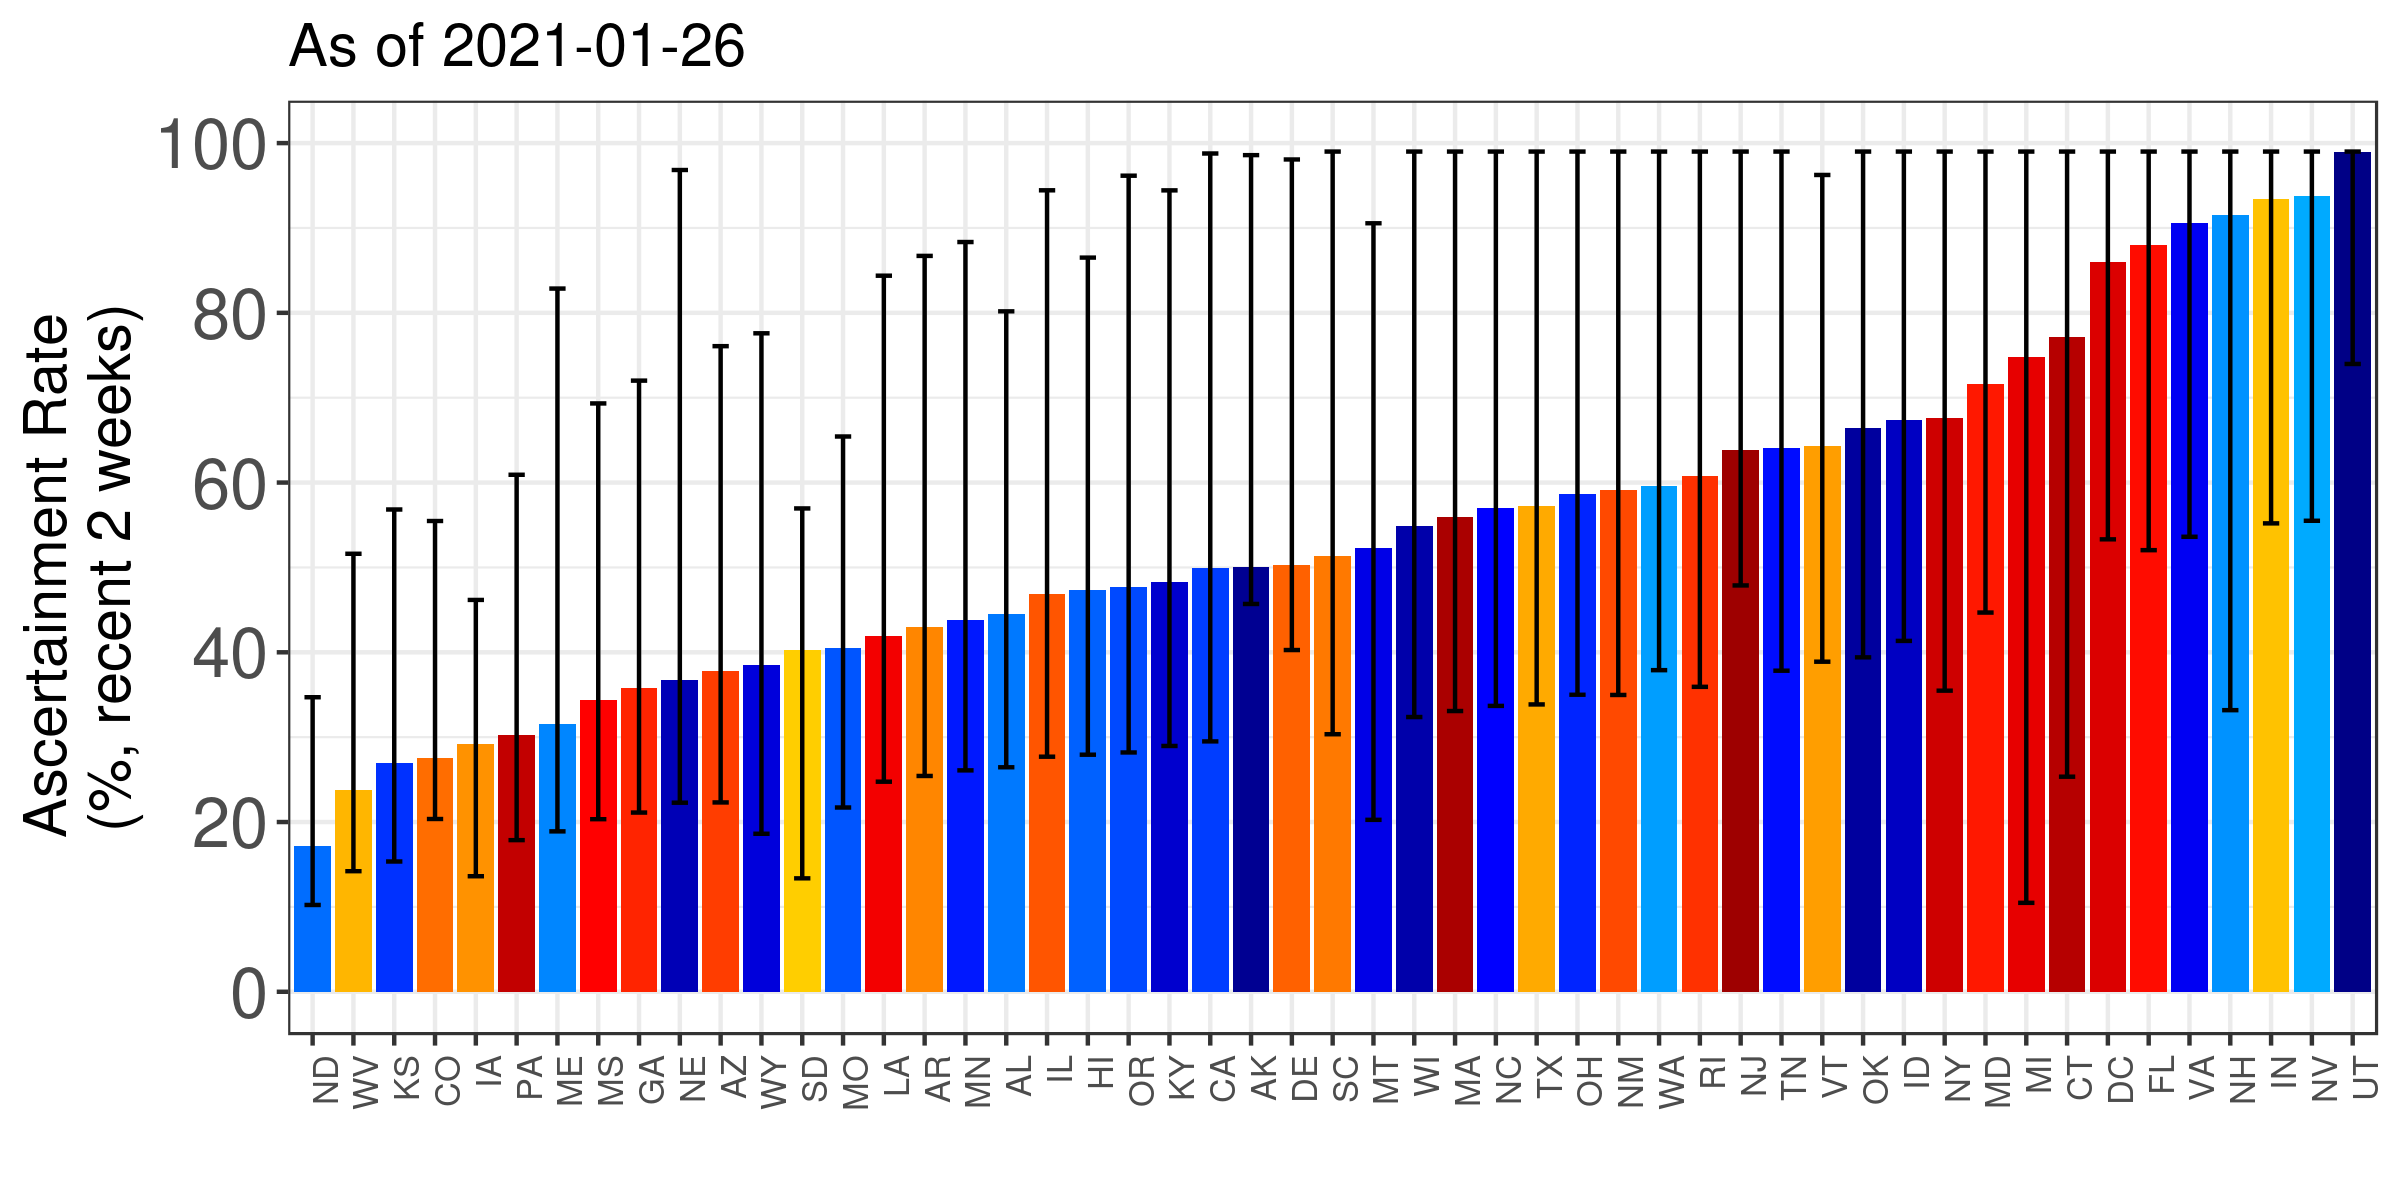 As of 2021-01-26
Ascertainment Rate
(%, recent 2 weeks)
100
80
60
40
20
0
ND WV KS CO IA PA ME MS GA NE AZ WY SD MO LA AR MN AL IL HI OR KY CA AK DE SC MT WI MA NC TX OH NM WA RI NJ TN VT OK ID NY MD MI CT DC FL VA NH IN NV UT